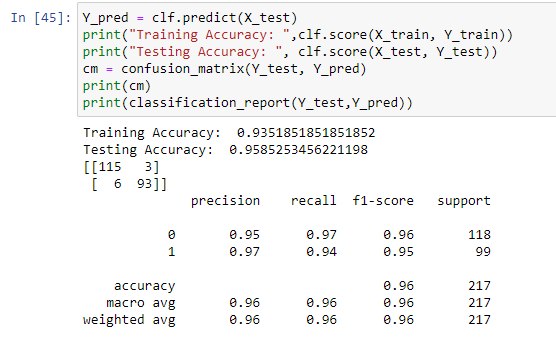 In [45]: Y_pred = clf.predict(X_test)
print("Training Accuracy: ",clf.score(X_train, Y_train))
print("Testing Accuracy: ", clf.score(X_test, Y_test))
cm = confusion_matrix(Y_test, Y_pred)
print(cm)
print(classification_report(Y_test,Y_pred))
Training Accuracy:  0.9351851851851852
Testing Accuracy:  0.9585253456221198
[[115   3]
 [  6  93]]
              precision    recall  f1-score   support
           0       0.95      0.97      0.96       118
           1       0.97      0.94      0.95        99
    accuracy                           0.96       217
   macro avg       0.96      0.96      0.96       217
weighted avg       0.96      0.96      0.96       217